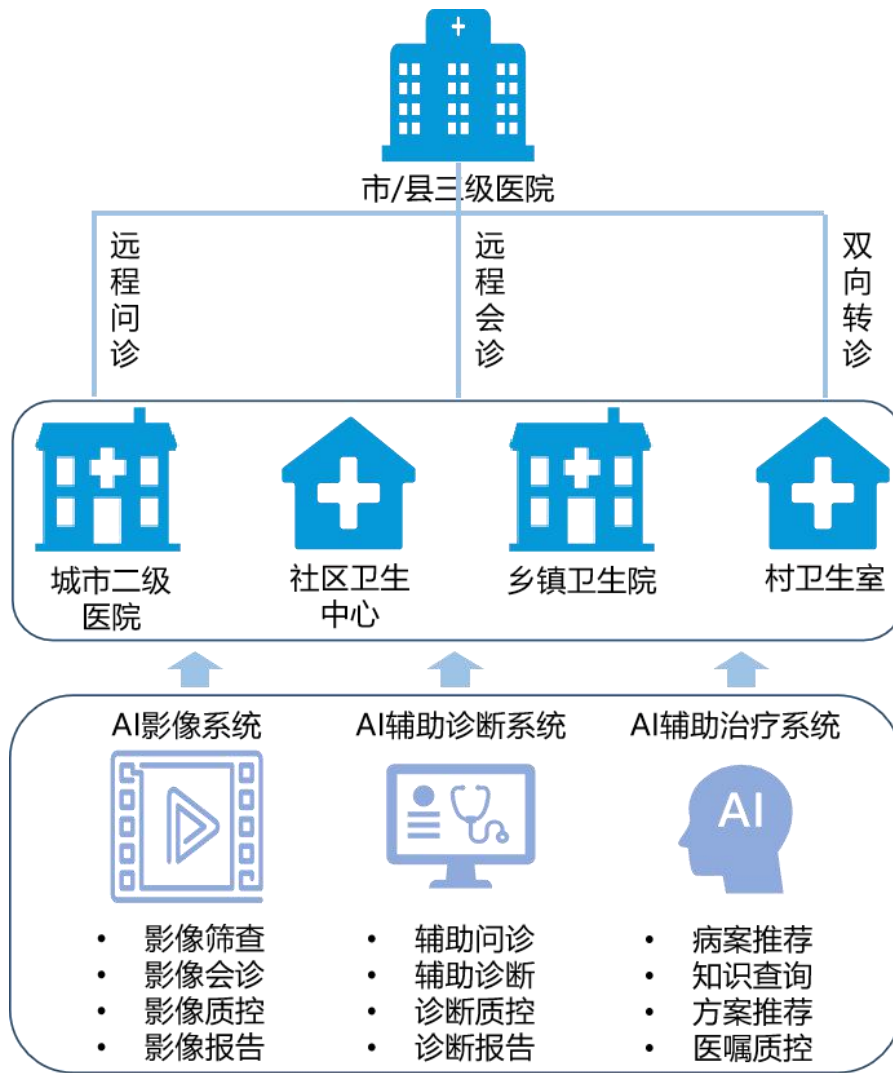 市/县三级医院
远程问诊
远程会诊
双向转诊
城市二级
医院
社区卫生
中心
乡镇卫生院
村卫生室
AI影像系统
AI辅助诊断系统
AI辅助治疗系统
AI
• 影像筛查
• 影像会诊
• 影像质控
• 影像报告
• 辅助问诊
• 辅助诊断
• 诊断质控
• 诊断报告
• 病案推荐
• 知识查询
• 方案推荐
• 医嘱质控